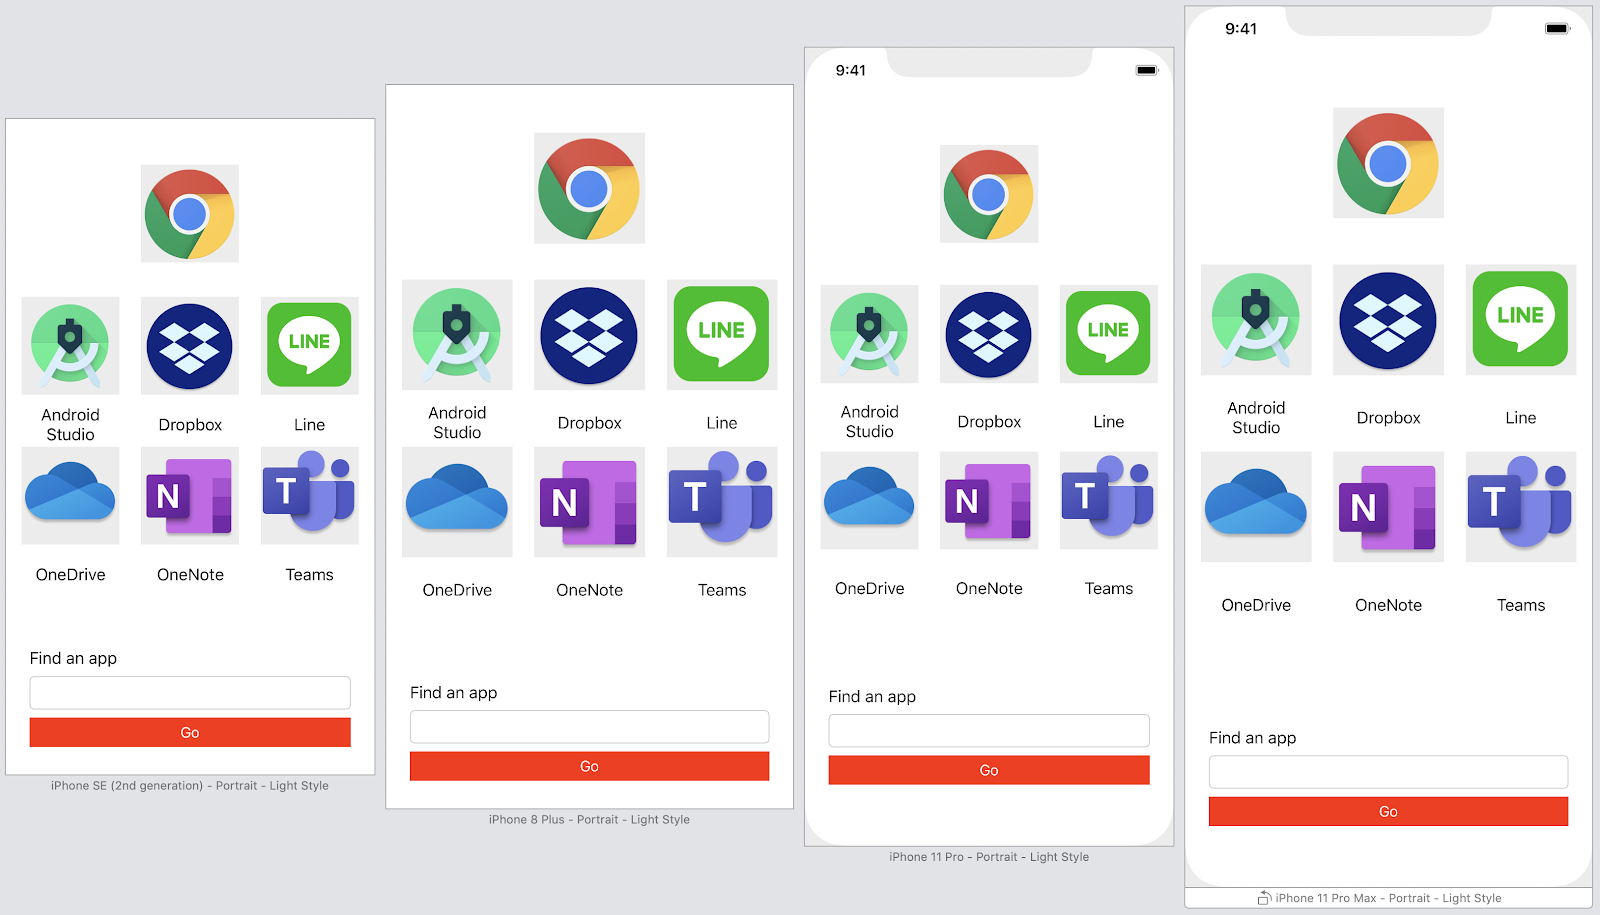 LINE
Android
Studio
Dropbox
Line
N
T
OneDrive
OneNote
Teams
Find an app
Go
iPhone SE (2nd generation) - Portrait - Light Style
LINE
Android
Studio
Dropbox
Line
N
T
OneDrive
OneNote
Teams
Find an app
Go
iPhone 8 Plus - Portrait - Light Style
9:41
LINE
Android
Studio
Dropbox
Line
N
T
OneDrive
OneNote
Teams
Find an app
Go
iPhone 11 Pro - Portrait - Light Style
9:41
LINE
Android
Studio
Dropbox
Line
N
T
OneDrive
OneNote
Teams
Find an app
Go
iPhone 11 Pro Max - Portrait - Light Style